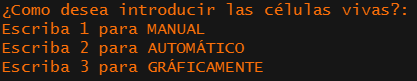 ¿Como desea introducir las células vivas?:
Escriba 1 para MANUAL
Escriba 2 para AUTOMÁTICO
Escriba 3 para GRÁFICAMENTE